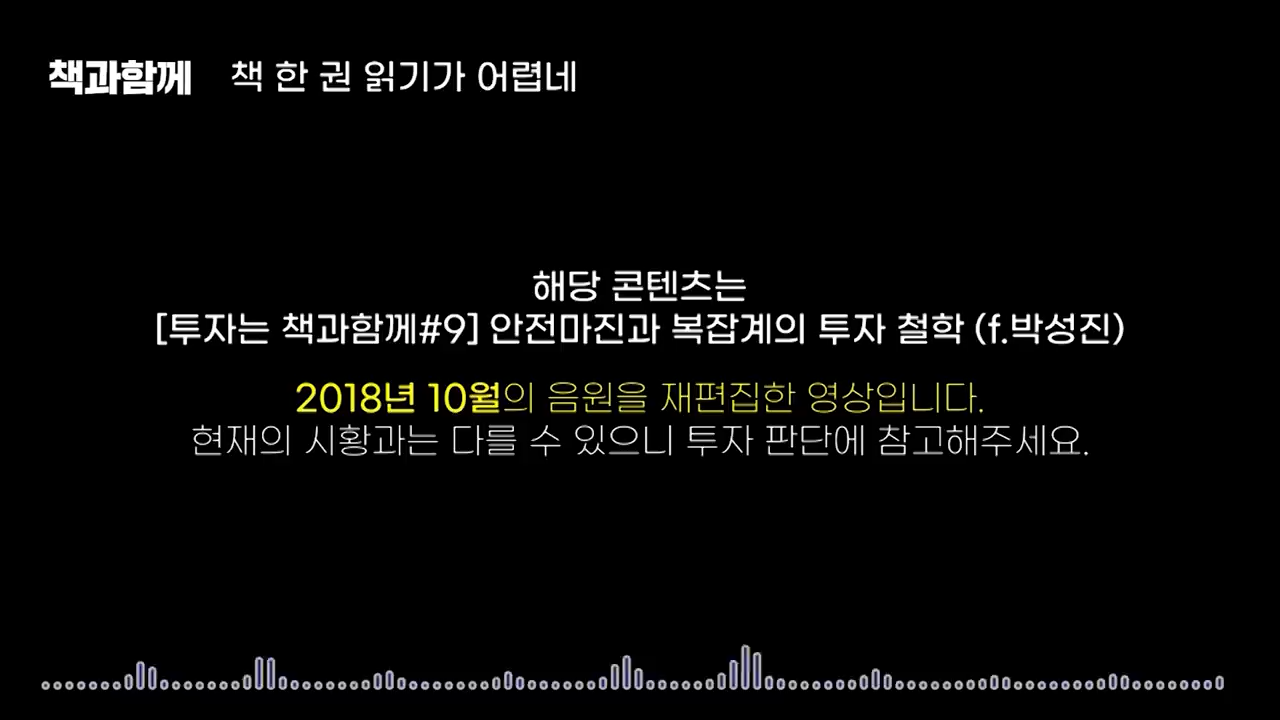 책과함께 책 한 권 읽기가 어렵네
해당 콘텐츠는
[투자는 책과함께#9] 안전마진과 복잡계의 투자 철학 (f.박성진)
2018년 10월의 음원을 재편집한 영상입니다.
현재의 시황과는 다를 수 있으니 투자 판단에 참고해주세요.